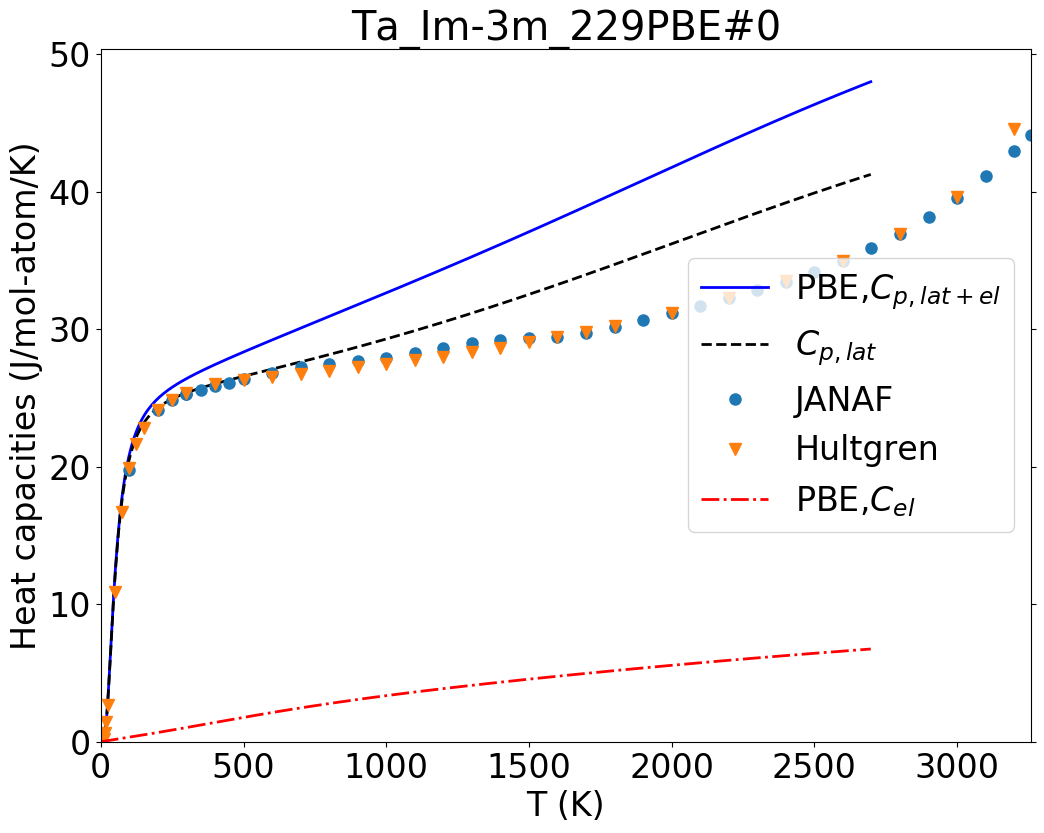 Ta_Im-3m_229PBE#0
Heat capacities (J/mol-atom/K)
50
40
30
20
10
0
PBE,C_{p,lat+el}
C_{p,lat}
JANAF
Hultgren
PBE,C_{el}
0 500 1000 1500 2000 2500 3000
T (K)